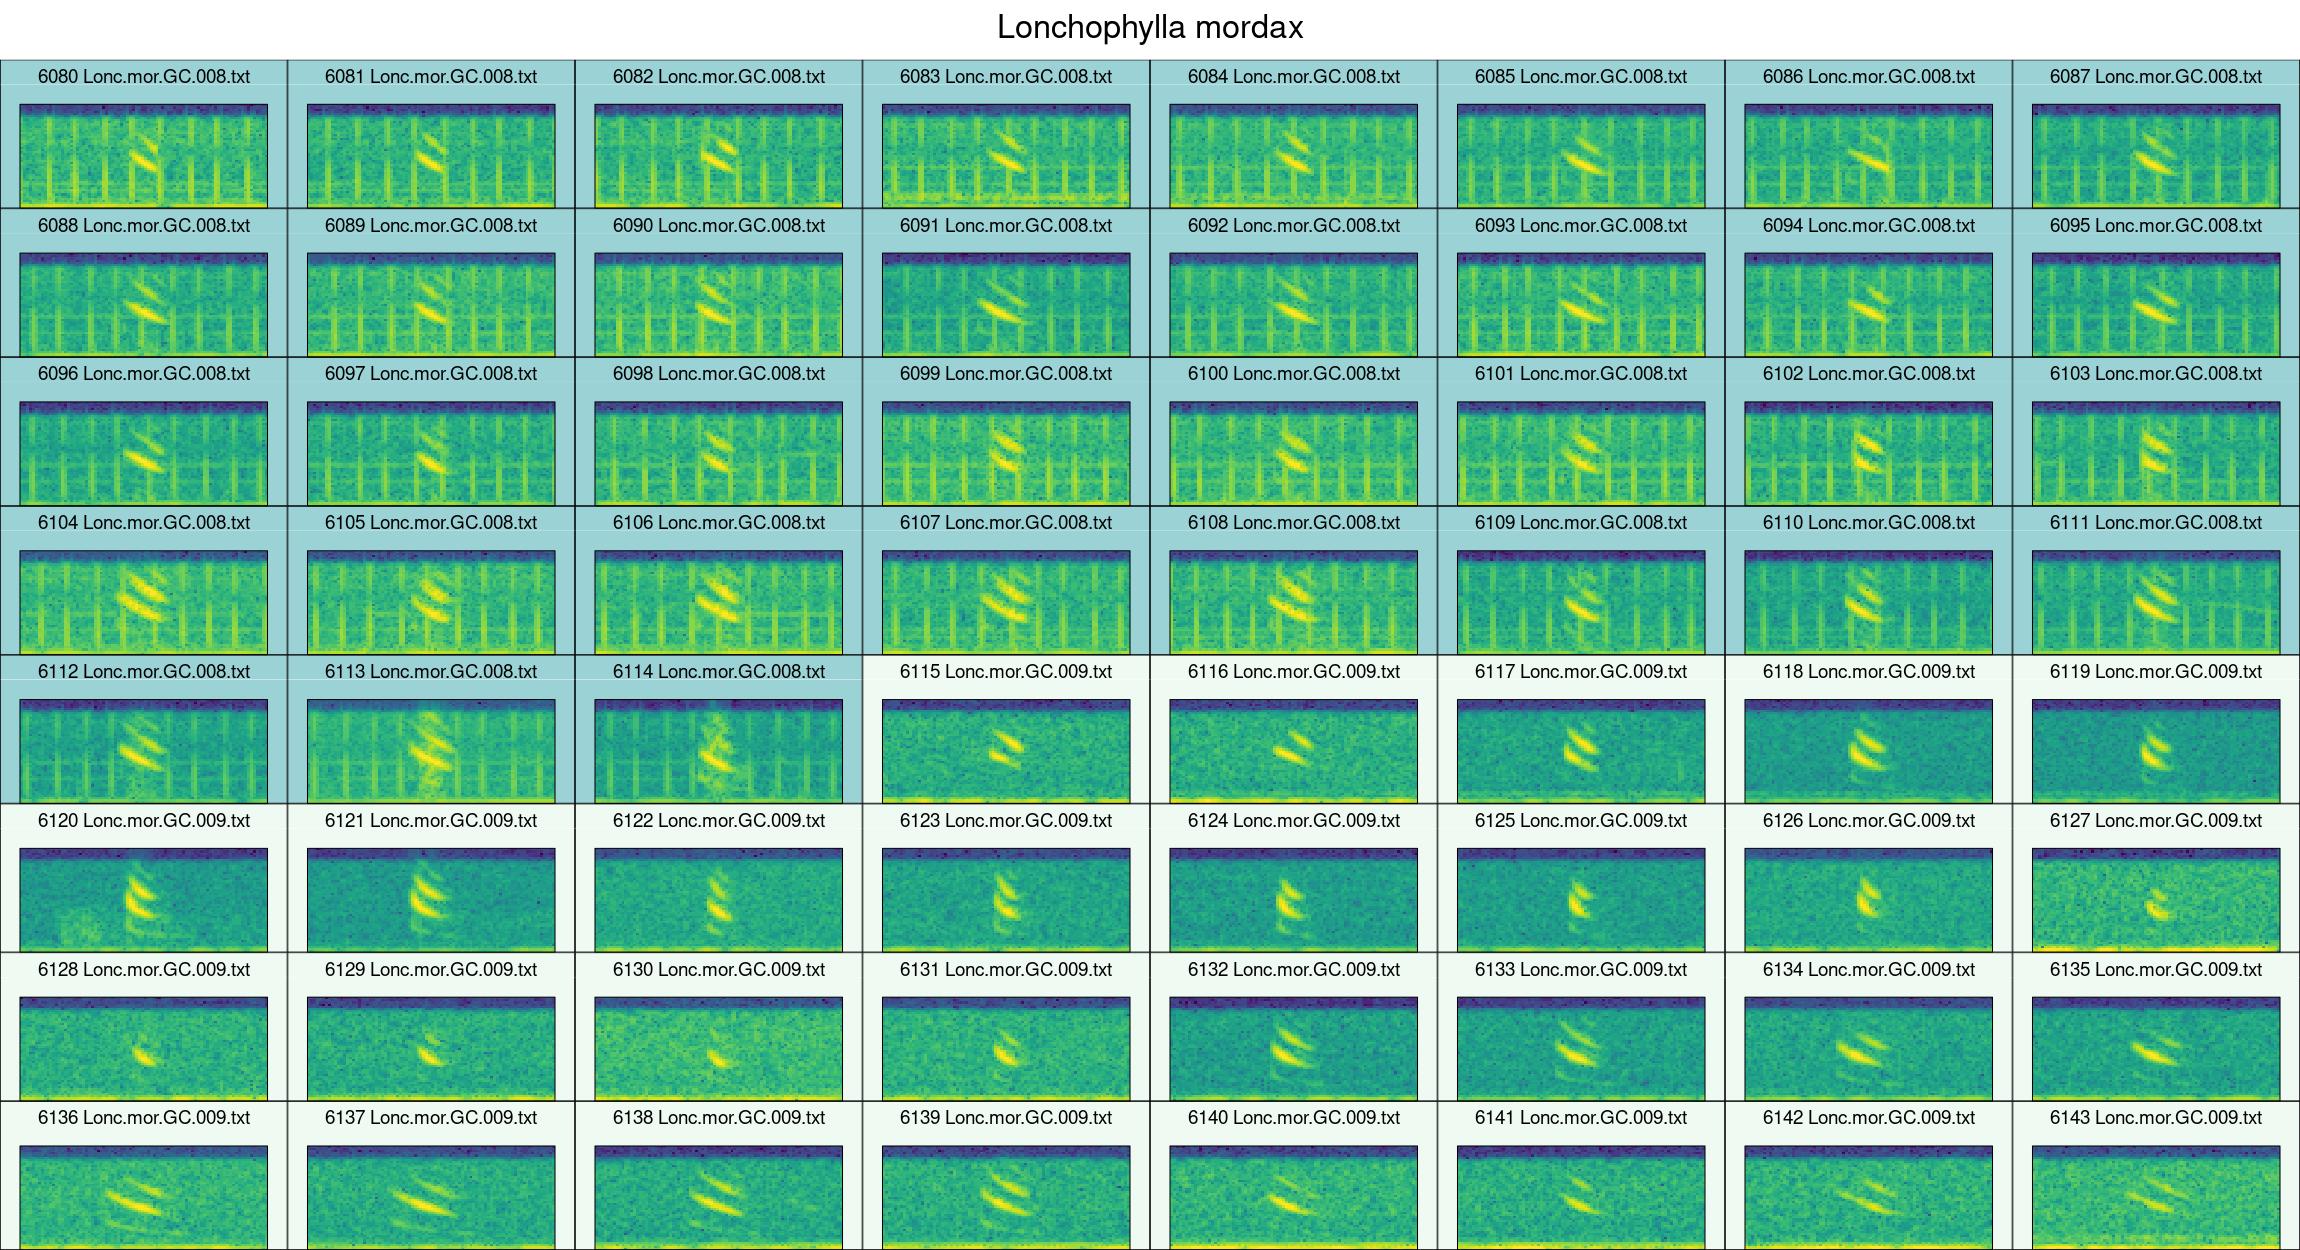 Lonchophylla mordax
6080 Lonc.mor.GC.008.txt 6081 Lonc.mor.GC.008.txt 6082 Lonc.mor.GC.008.txt 6083 Lonc.mor.GC.008.txt 6084 Lonc.mor.GC.008.txt 6085 Lonc.mor.GC.008.txt 6086 Lonc.mor.GC.008.txt 6087 Lonc.mor.GC.008.txt
6088 Lonc.mor.GC.008.txt 6089 Lonc.mor.GC.008.txt 6090 Lonc.mor.GC.008.txt 6091 Lonc.mor.GC.008.txt 6092 Lonc.mor.GC.008.txt 6093 Lonc.mor.GC.008.txt 6094 Lonc.mor.GC.008.txt 6095 Lonc.mor.GC.008.txt
6096 Lonc.mor.GC.008.txt 6097 Lonc.mor.GC.008.txt 6098 Lonc.mor.GC.008.txt 6099 Lonc.mor.GC.008.txt 6100 Lonc.mor.GC.008.txt 6101 Lonc.mor.GC.008.txt 6102 Lonc.mor.GC.008.txt 6103 Lonc.mor.GC.008.txt
6104 Lonc.mor.GC.008.txt 6105 Lonc.mor.GC.008.txt 6106 Lonc.mor.GC.008.txt 6107 Lonc.mor.GC.008.txt 6108 Lonc.mor.GC.008.txt 6109 Lonc.mor.GC.008.txt 6110 Lonc.mor.GC.008.txt 6111 Lonc.mor.GC.008.txt
6112 Lonc.mor.GC.008.txt 6113 Lonc.mor.GC.008.txt 6114 Lonc.mor.GC.008.txt 6115 Lonc.mor.GC.009.txt 6116 Lonc.mor.GC.009.txt 6117 Lonc.mor.GC.009.txt 6118 Lonc.mor.GC.009.txt 6119 Lonc.mor.GC.009.txt
6120 Lonc.mor.GC.009.txt 6121 Lonc.mor.GC.009.txt 6122 Lonc.mor.GC.009.txt 6123 Lonc.mor.GC.009.txt 6124 Lonc.mor.GC.009.txt 6125 Lonc.mor.GC.009.txt 6126 Lonc.mor.GC.009.txt 6127 Lonc.mor.GC.009.txt
6128 Lonc.mor.GC.009.txt 6129 Lonc.mor.GC.009.txt 6130 Lonc.mor.GC.009.txt 6131 Lonc.mor.GC.009.txt 6132 Lonc.mor.GC.009.txt 6133 Lonc.mor.GC.009.txt 6134 Lonc.mor.GC.009.txt 6135 Lonc.mor.GC.009.txt
6136 Lonc.mor.GC.009.txt 6137 Lonc.mor.GC.009.txt 6138 Lonc.mor.GC.009.txt 6139 Lonc.mor.GC.009.txt 6140 Lonc.mor.GC.009.txt 6141 Lonc.mor.GC.009.txt 6142 Lonc.mor.GC.009.txt 6143 Lonc.mor.GC.009.txt